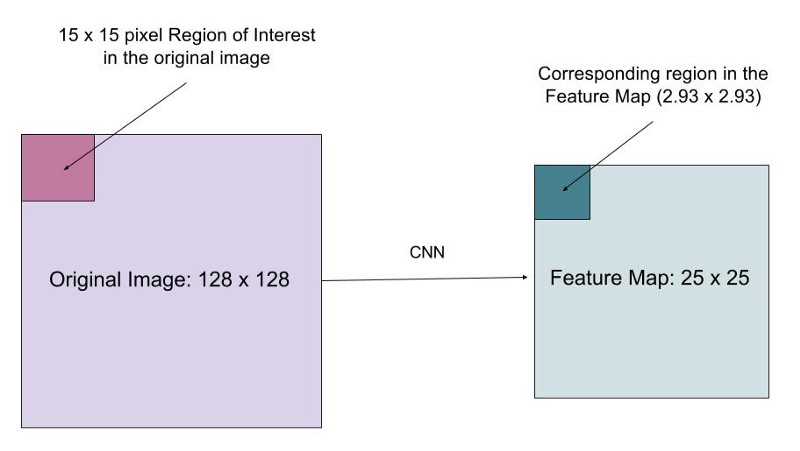 15 x 15 pixel Region of Interest
in the original image
Corresponding region in the
Feature Map (2.93 x 2.93)
CNN
Original Image: 128 x 128
Feature Map: 25 x 25